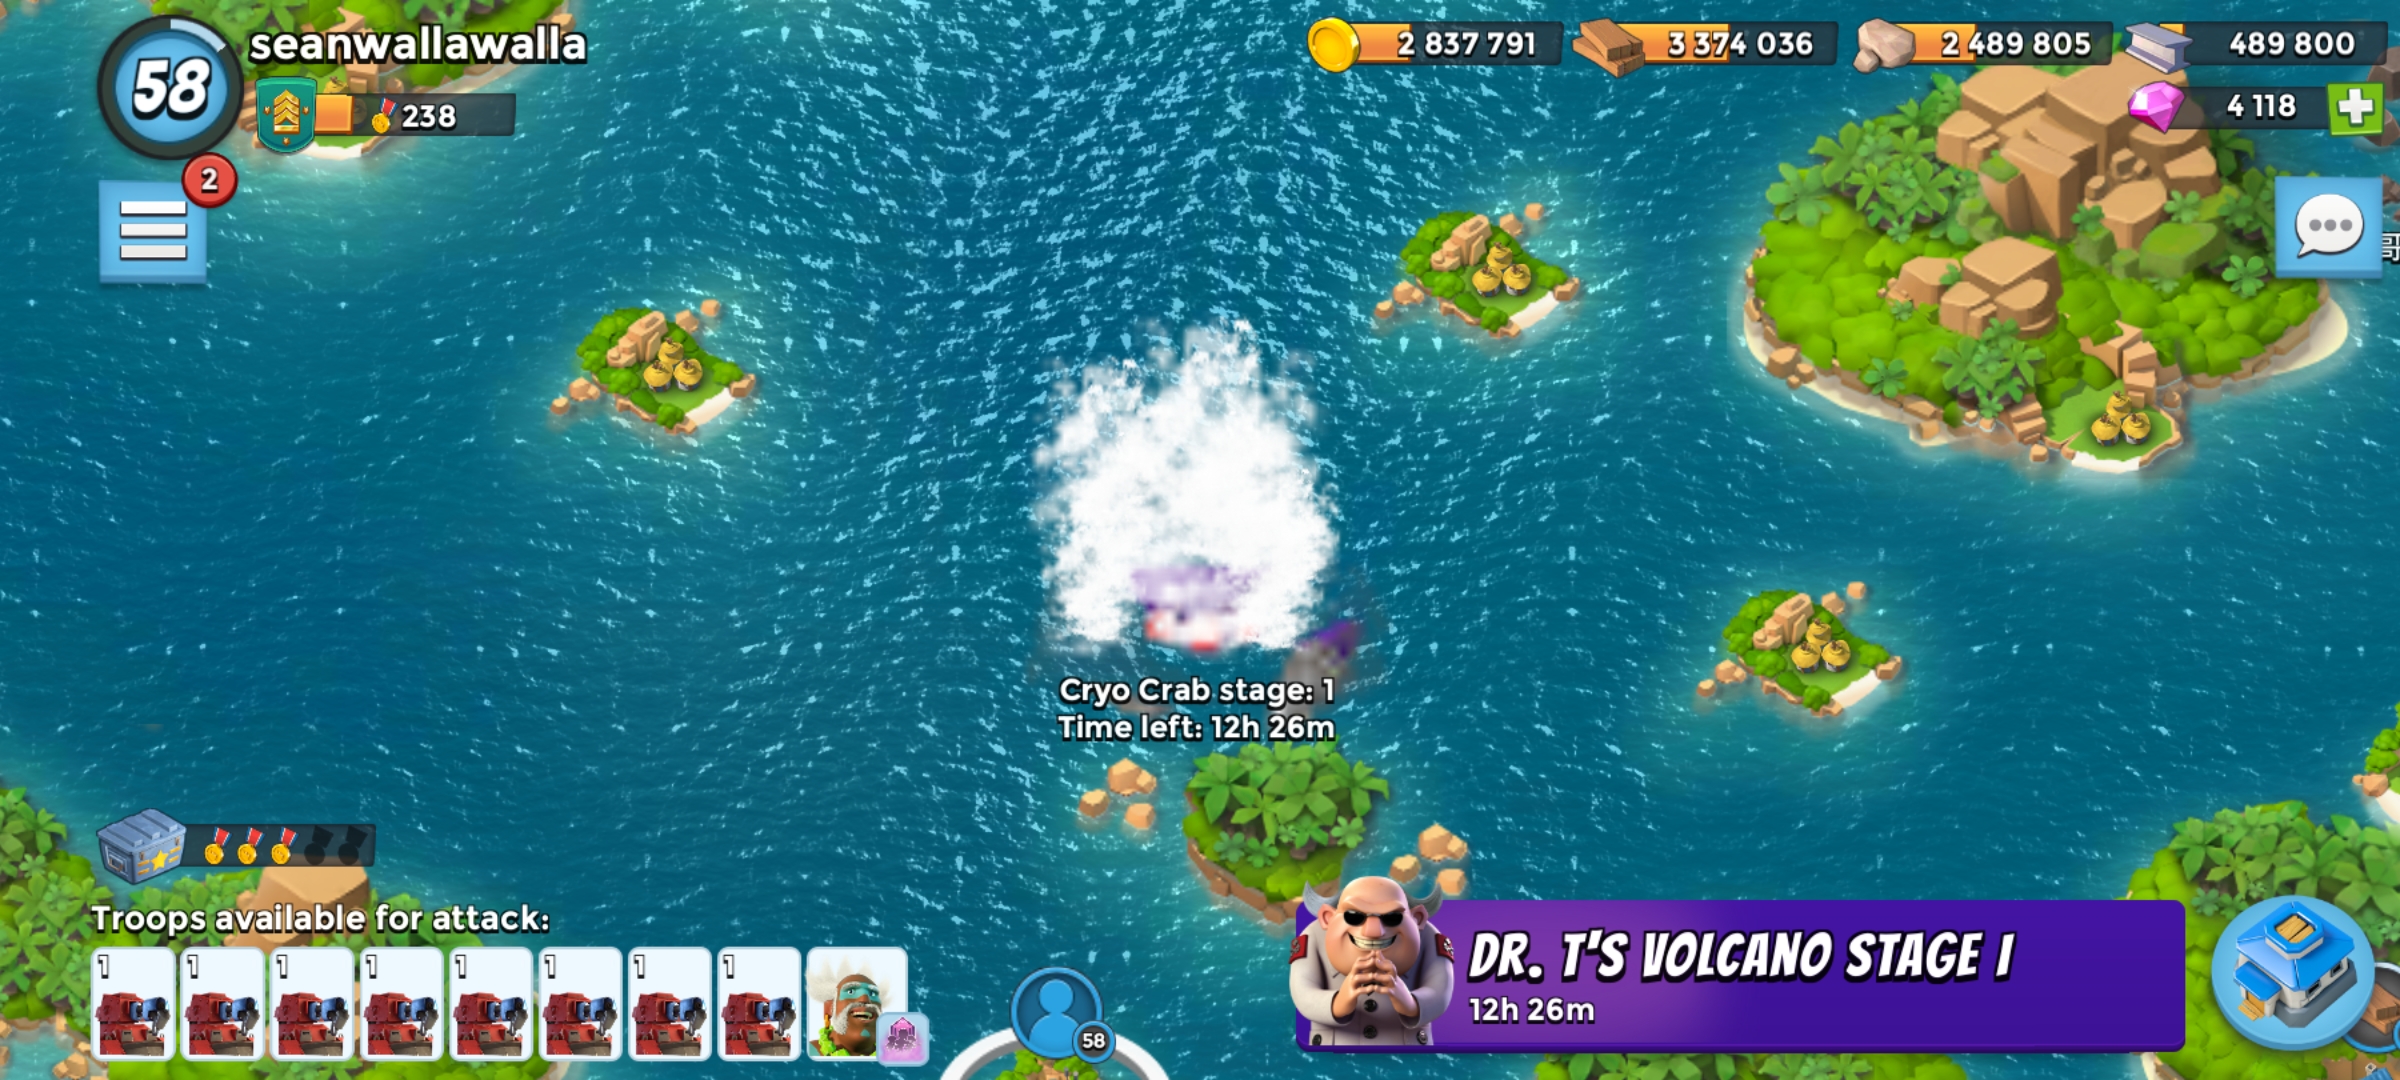 58
seanwallawalla
238
2 837 791
3 374 036
2 489 805
489 800
4 118
2
哥
Cryo Crab stage: 1
Time left: 12h 26m
Troops available for attack:
1
1
1
1
1
1
1
1
58
DR. T'S VOLCANO STAGE 1
12h 26m